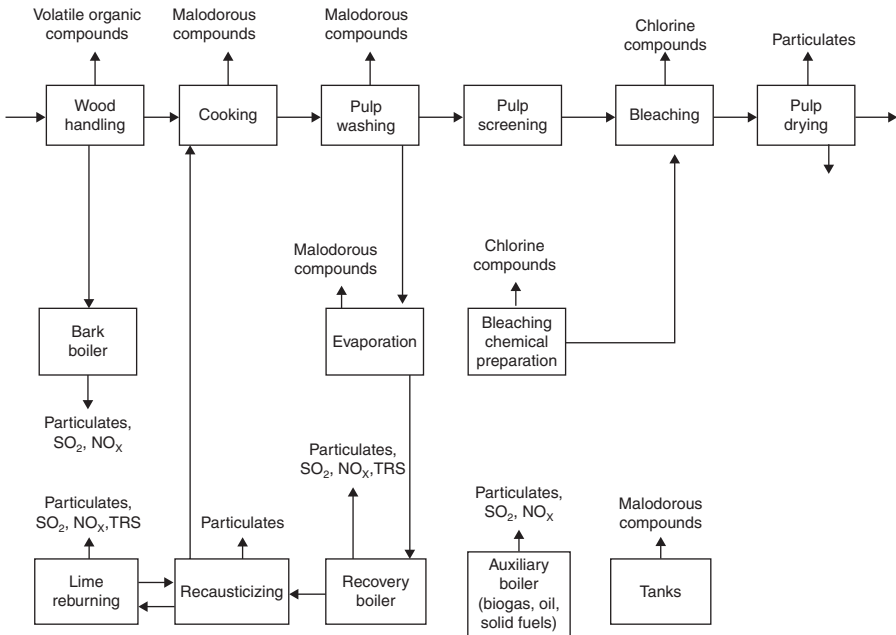 Volatile organic
compounds
Malodorous
compounds
Malodorous
compounds
Chlorine
compounds
Particulates
Wood
handling
Cooking
Pulp
washing
Pulp
screening
Bleaching
Pulp
drying
Malodorous
compounds
Chlorine
compounds
Bark
boiler
Evaporation
Bleaching
chemical
preparation
Particulates,
SO₂, NOₓ
Particulates,
SO₂, NOₓ,TRS
Particulates,
SO₂, NOₓ,TRS
Particulates
Particulates,
SO₂, NOₓ
Malodorous
compounds
Lime
reburning
Recausticizing
Recovery
boiler
Auxiliary
boiler
(biogas, oil,
solid fuels)
Tanks